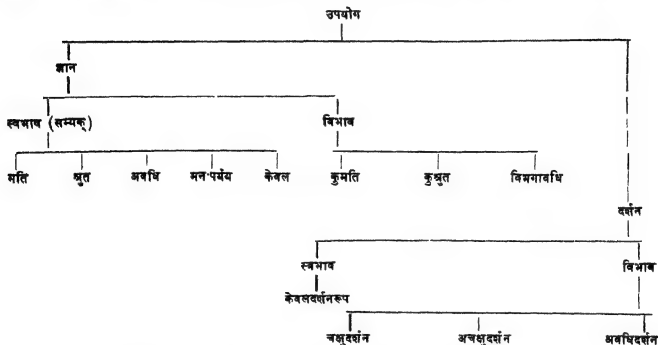 उपयोग
ज्ञान
स्वभाव (सम्यक्) विभाव
मति श्रुत अवधि मन पर्यय केवल कुमति कुश्रुत विभगावधि
दर्शन
स्वभाव विभाव
केवलदर्शनरूप
चक्षुदर्शन अचक्षुदर्शन अवधिदर्शन